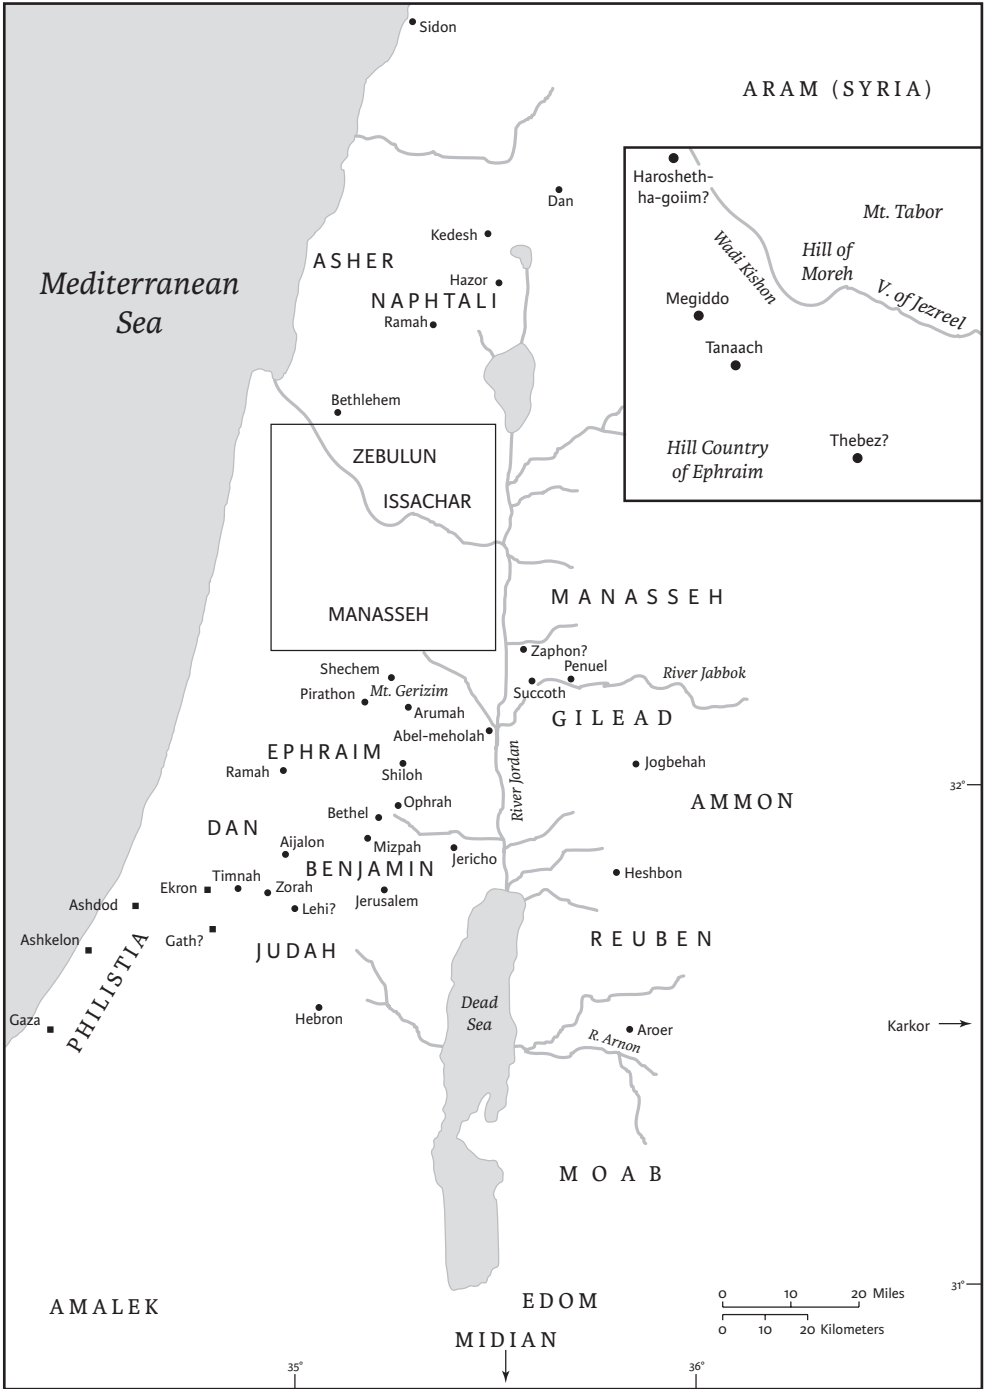 Sidon
ARAM (SYRIA)
Harosheth-
ha-goiim?
Mt. Tabor
Hill of
Moreh
Wadi Kishon
V. of Jezreel
Megiddo
Tanaach
Hill Country
of Ephraim
Thebez?
Dan
Kedesh
ASHER
Hazor
NAPHTALI
Ramah
Mediterranean
Sea
Bethlehem
ZEBULUN
ISSACHAR
MANASSEH
MANASSEH
Zaphon?
Penuel
Succoth
River Jabbok
Shechem
Mt. Gerizim
Pirathon
Arumah
GILEAD
Abel-meholah
EPHRAIM
Ramah
Shiloh
River Jordan
Jogbehah
32°
AMMON
Ophrah
Bethel
DAN
Aijalon
Mizpah
Jericho
BENJAMIN
Heshbon
Timnah
Ekron
Zorah
Jerusalem
Ashdod
Lehi?
Ashkelon
Gath?
JUDAH
REUBEN
PHILISTIA
Dead
Sea
Hebron
Gaza
Aroer
R. Arnon
Karkor
MOAB
31°
AMALEK
EDOM
MIDIAN
0 10 20 Miles
0 10 20 Kilometers
35°
36°